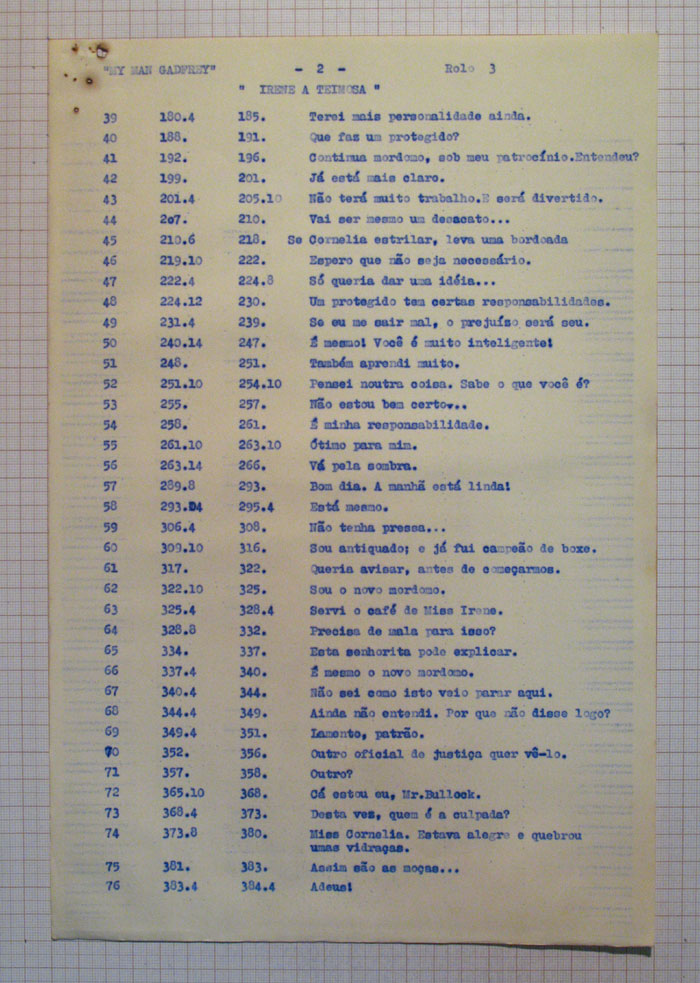 "MY MAN GADFREY" - 2 - Rolo 3
" IRENE A TEIMOSA "
39 180.4 185. Terei mais personalidade ainda.
40 188. 191. Que faz um protegido?
41 192. 196. Continua mordomo, sob meu patrocínio.Entendeu?
42 199. 201. Já está mais claro.
43 201.4 205.10 Não terá muito trabalho.E será divertido.
44 207. 210. Vai ser mesmo um desacato...
45 210.6 218. Se Cornelia estrilar, leva uma bordoada
46 219.10 222. Espero que não seja necessário.
47 222.4 224.8 Só queria dar uma idéia...
48 224.12 230. Um protegido tem certas responsabilidades.
49 231.4 239. Se eu me sair mal, o prejuíso será seu.
50 240.14 247. É mesmo! Você é muito inteligente!
51 248. 251. Também aprendi muito.
52 251.10 254.10 Pensei noutra coisa. Sabe o que você é?
53 255. 257. Não estou bem certo...
54 258. 261. É minha responsabilidade.
55 261.10 263.10 Ótimo para mim.
56 263.14 266. Vá pela sombra.
57 289.8 293. Bom dia. A manhã está linda!
58 293.D4 295.4 Está mesmo.
59 306.4 308. Não tenha pressa...
60 309.10 316. Sou antiquado; e já fui campeão de boxe.
61 317. 322. Queria avisar, antes de começarmos.
62 322.10 325. Sou o novo mordomo.
63 325.4 328.4 Servi o café de Miss Irene.
64 328.8 332. Precisa de mala para isso?
65 334. 337. Esta senhorita pode explicar.
66 337.4 340. É mesmo o novo mordomo.
67 340.4 344. Não sei como isto veio parar aqui.
68 344.4 349. Ainda não entendi. Por que não disse logo?
69 349.4 351. Lamento, patrão.
70 352. 356. Outro oficial de justiça quer vê-lo.
71 357. 358. Outro?
72 365.10 368. Cá estou eu, Mr.Bullock.
73 368.4 373. Desta ves, quem é a culpada?
74 373.8 380. Miss Cornelia. Estava alegre e quebrou
umas vidraças.
75 381. 383. Assim são as moças...
76 383.4 384.4 Adeus!